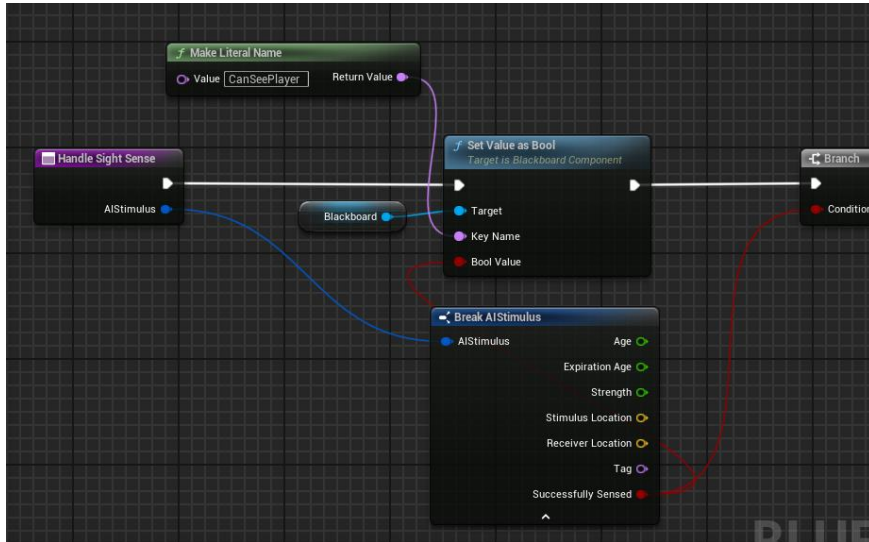 f Make Literal Name
Value CanSeePlayer Return Value
Handle Sight Sense
AIStimulus
f Set Value as Bool
Target is Blackboard Component
Blackboard
Target
Key Name
Bool Value
Branch
Condition
Break AIStimulus
AIStimulus
Age
Expiration Age
Strength
Stimulus Location
Receiver Location
Tag
Successfully Sensed
BLUE